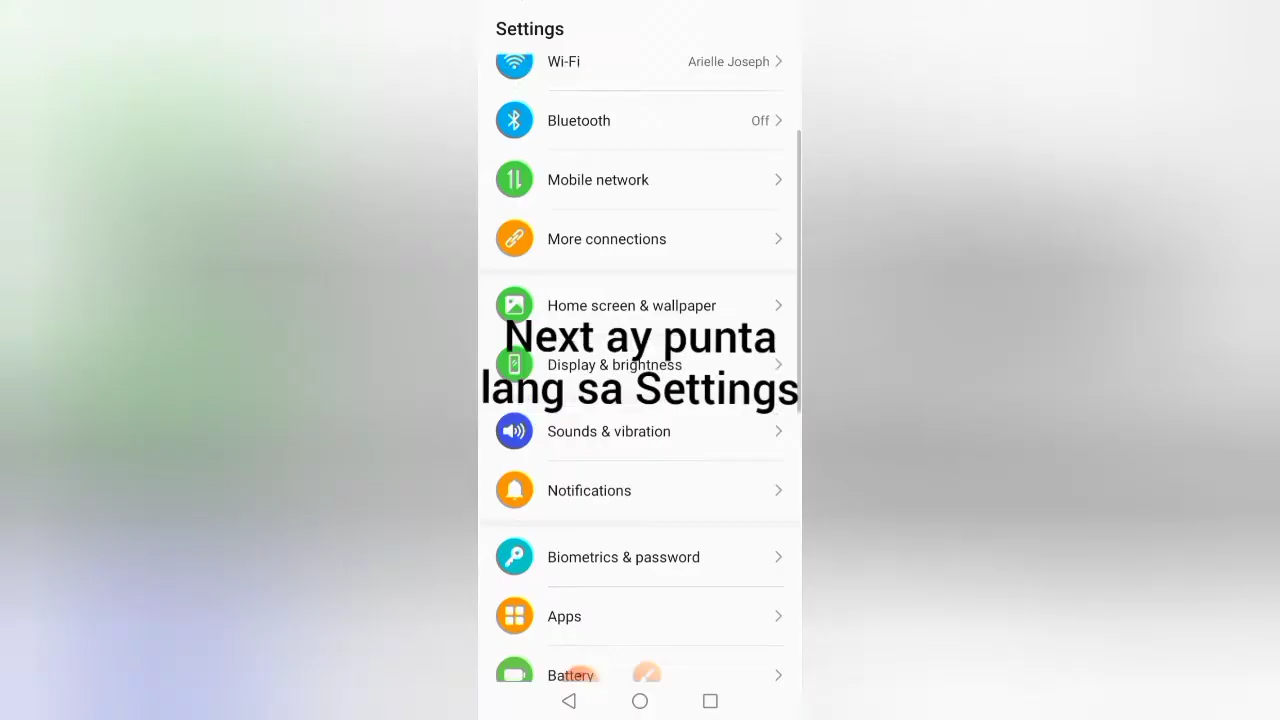 Settings
Wi-Fi Arielle Joseph
Bluetooth Off
Mobile network
More connections
Home screen & wallpaper
Next ay punta
Display & brightness
lang sa Settings
Sounds & vibration
Notifications
Biometrics & password
Apps
Battery